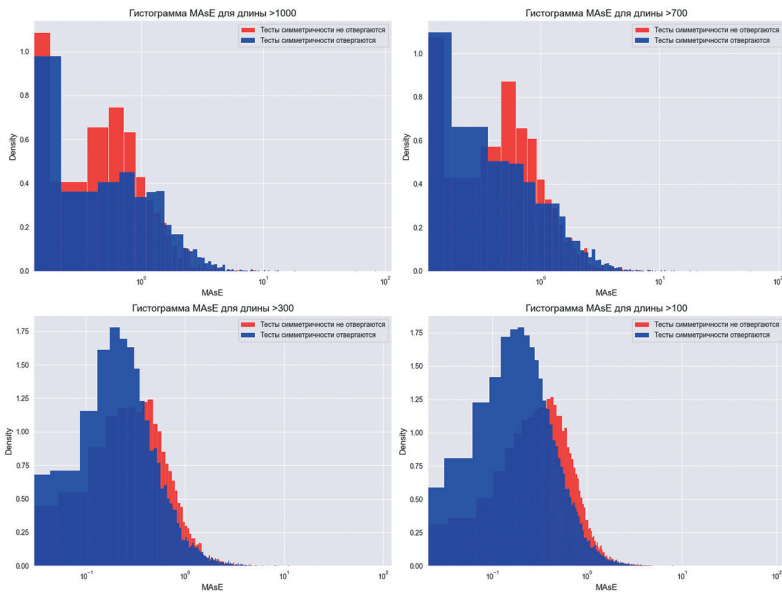 Гистограмма MAsE для длины >1000
Тесты симметричности не отвергаются
Тесты симметричности отвергаются
1.0
0.8
0.6
0.4
0.2
0.0
Density
10⁰
10¹
10²
MAsE
Гистограмма MAsE для длины >700
Тесты симметричности не отвергаются
Тесты симметричности отвергаются
1.0
0.8
0.6
0.4
0.2
0.0
Density
10⁰
10¹
10²
MAsE
Гистограмма MAsE для длины >300
Тесты симметричности не отвергаются
Тесты симметричности отвергаются
1.75
1.50
1.25
1.00
0.75
0.50
0.25
0.00
Density
10⁻¹
10⁰
10¹
10²
MAsE
Гистограмма MAsE для длины >100
Тесты симметричности не отвергаются
Тесты симметричности отвергаются
1.75
1.50
1.25
1.00
0.75
0.50
0.25
0.00
Density
10⁻¹
10⁰
10¹
10²
MAsE